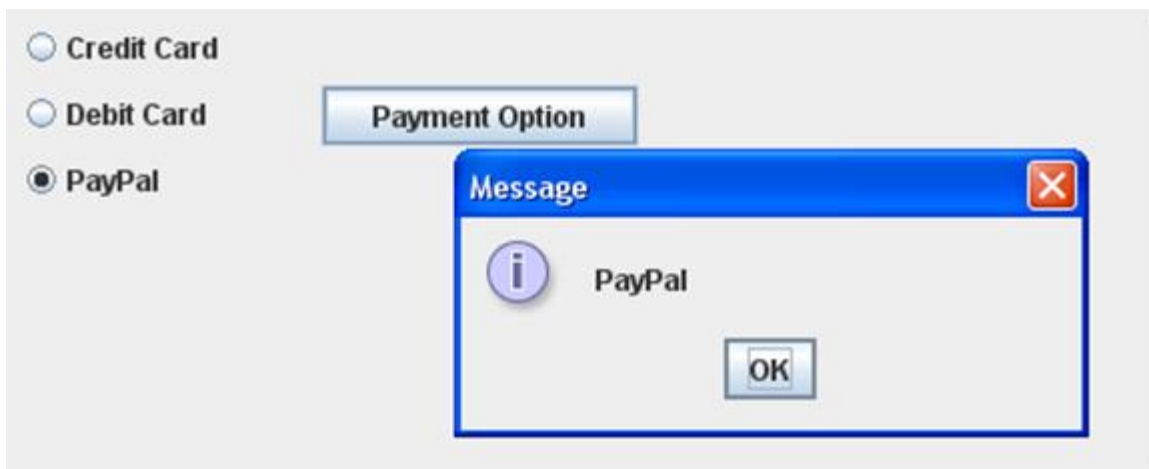 Credit Card
Debit Card
Payment Option
PayPal
Message
PayPal
OK